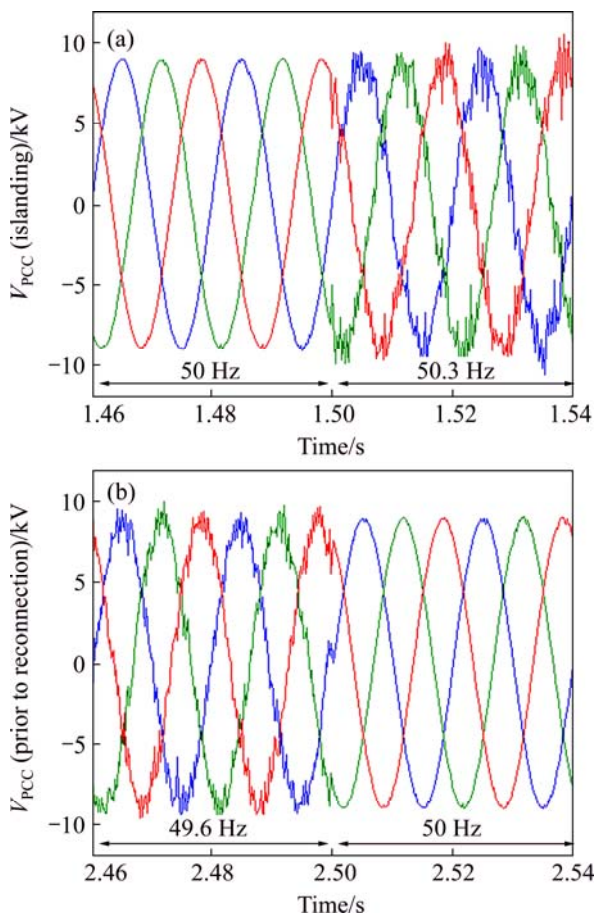 (a)
10
5
0
−5
−10
V_PCC (islanding)/kV
50 Hz
50.3 Hz
1.46 1.48 1.50 1.52 1.54
Time/s
(b)
10
5
0
−5
−10
V_PCC (prior to reconnection)/kV
49.6 Hz
50 Hz
2.46 2.48 2.50 2.52 2.54
Time/s